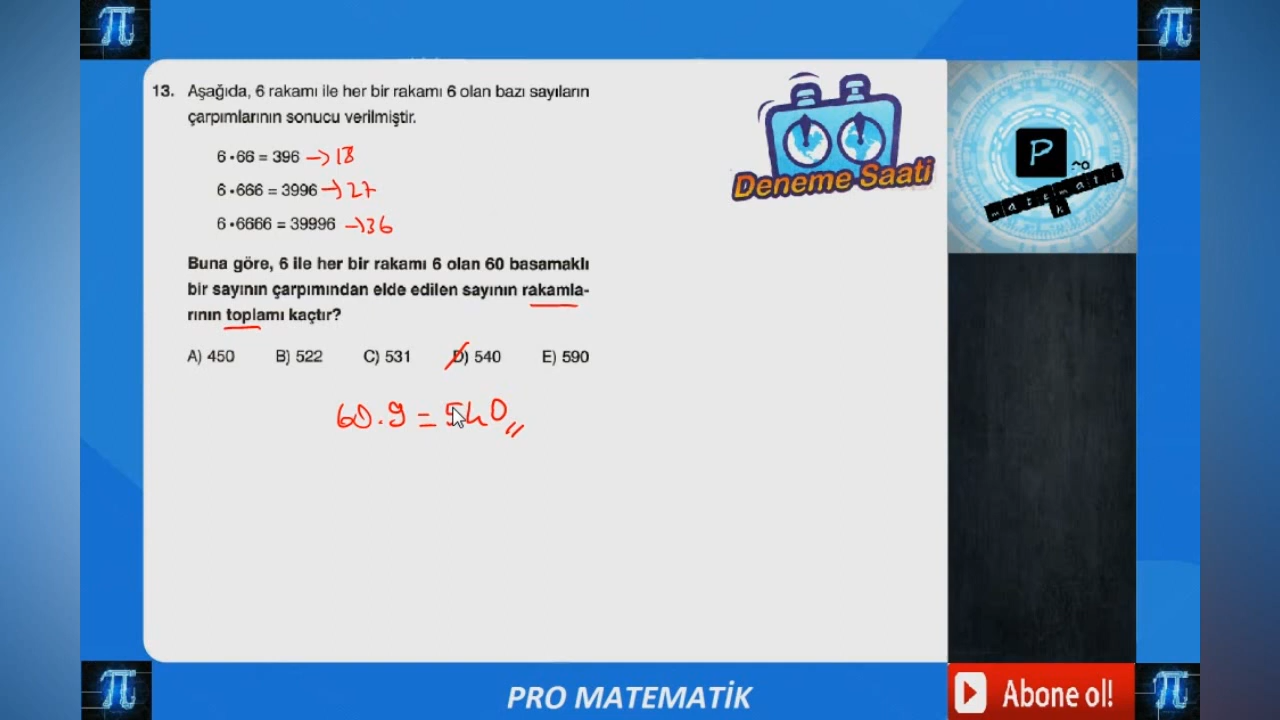 13. Aşağıda, 6 rakamı ile her bir rakamı 6 olan bazı sayıların
çarpımlarının sonucu verilmiştir.
6•66 = 396 → 18
6•666 = 3996 → 27
6•6666 = 39996 → 36
Buna göre, 6 ile her bir rakamı 6 olan 60 basamaklı
bir sayının çarpımından elde edilen sayının rakamla-
rının toplamı kaçtır?
A) 450 B) 522 C) 531 D) 540 E) 590
60.9 = 540
Deneme Saati
P
matematik
PRO MATEMATİK
Abone ol!
π
π
π
π